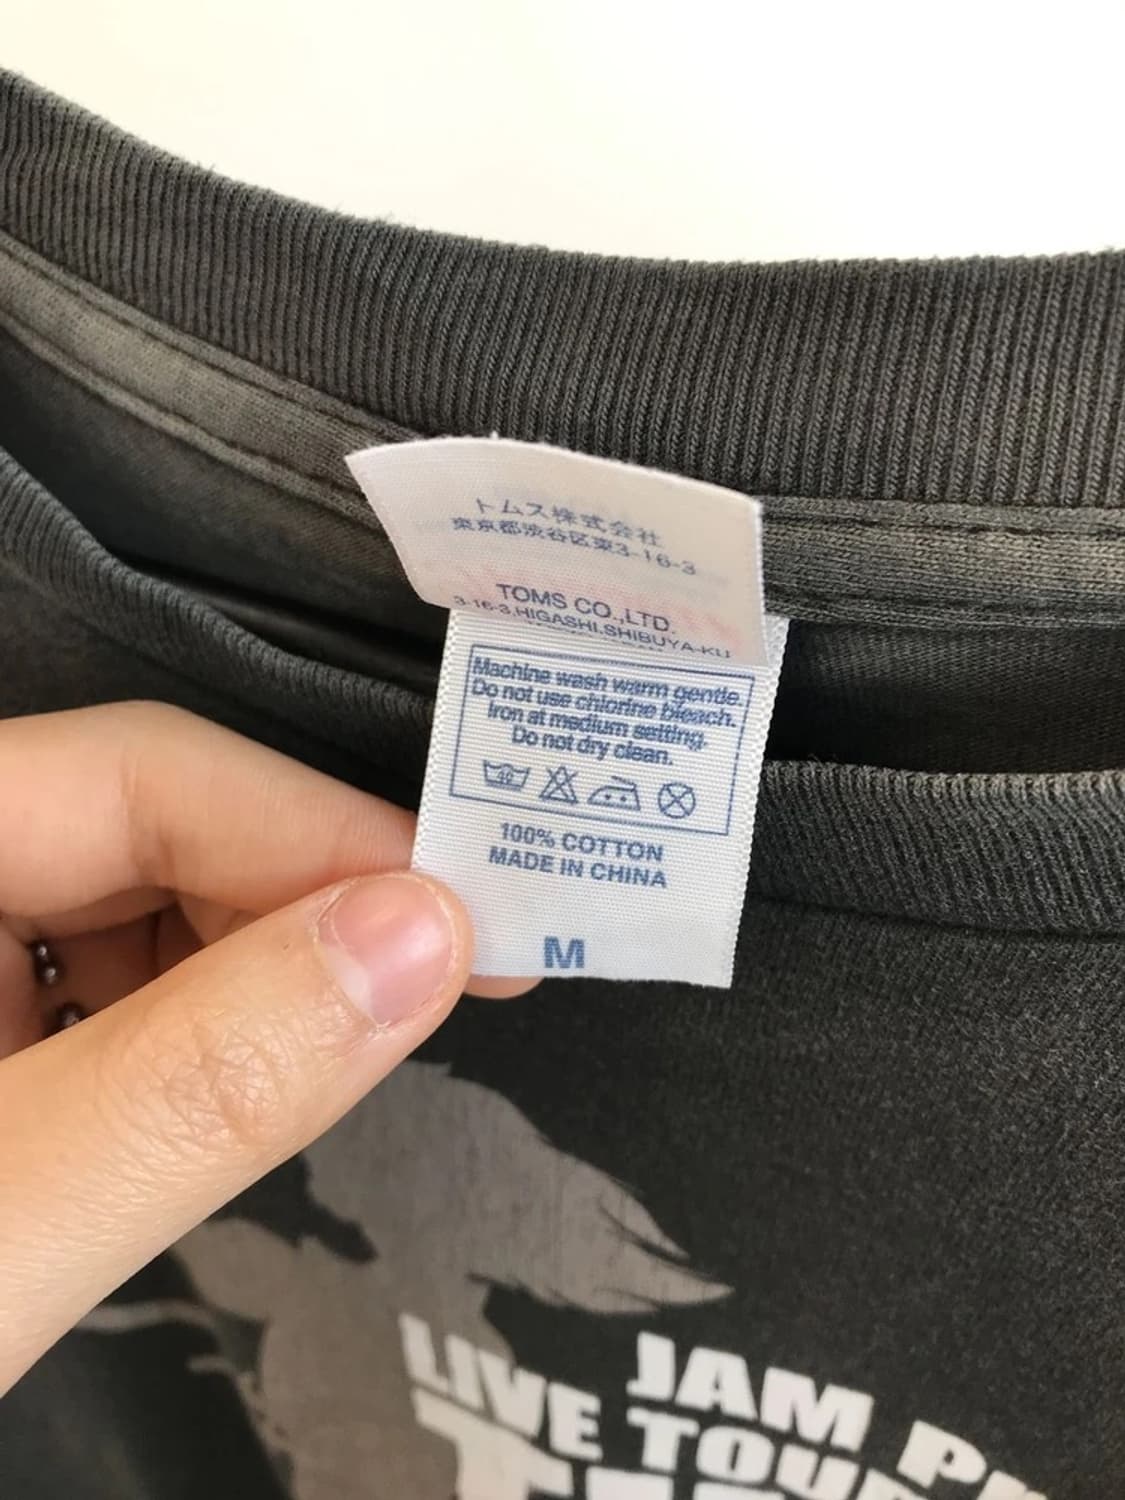 トムス株式会社
東京都渋谷区東3-16-3
TOMS CO.,LTD.
3-16-3,HIGASHI,SHIBUYA-KU
Machine wash warm gentle.
Do not use chlorine bleach.
Iron at medium setting.
Do not dry clean.
40
100% COTTON
MADE IN CHINA
M
JAM
LIVE TOUR